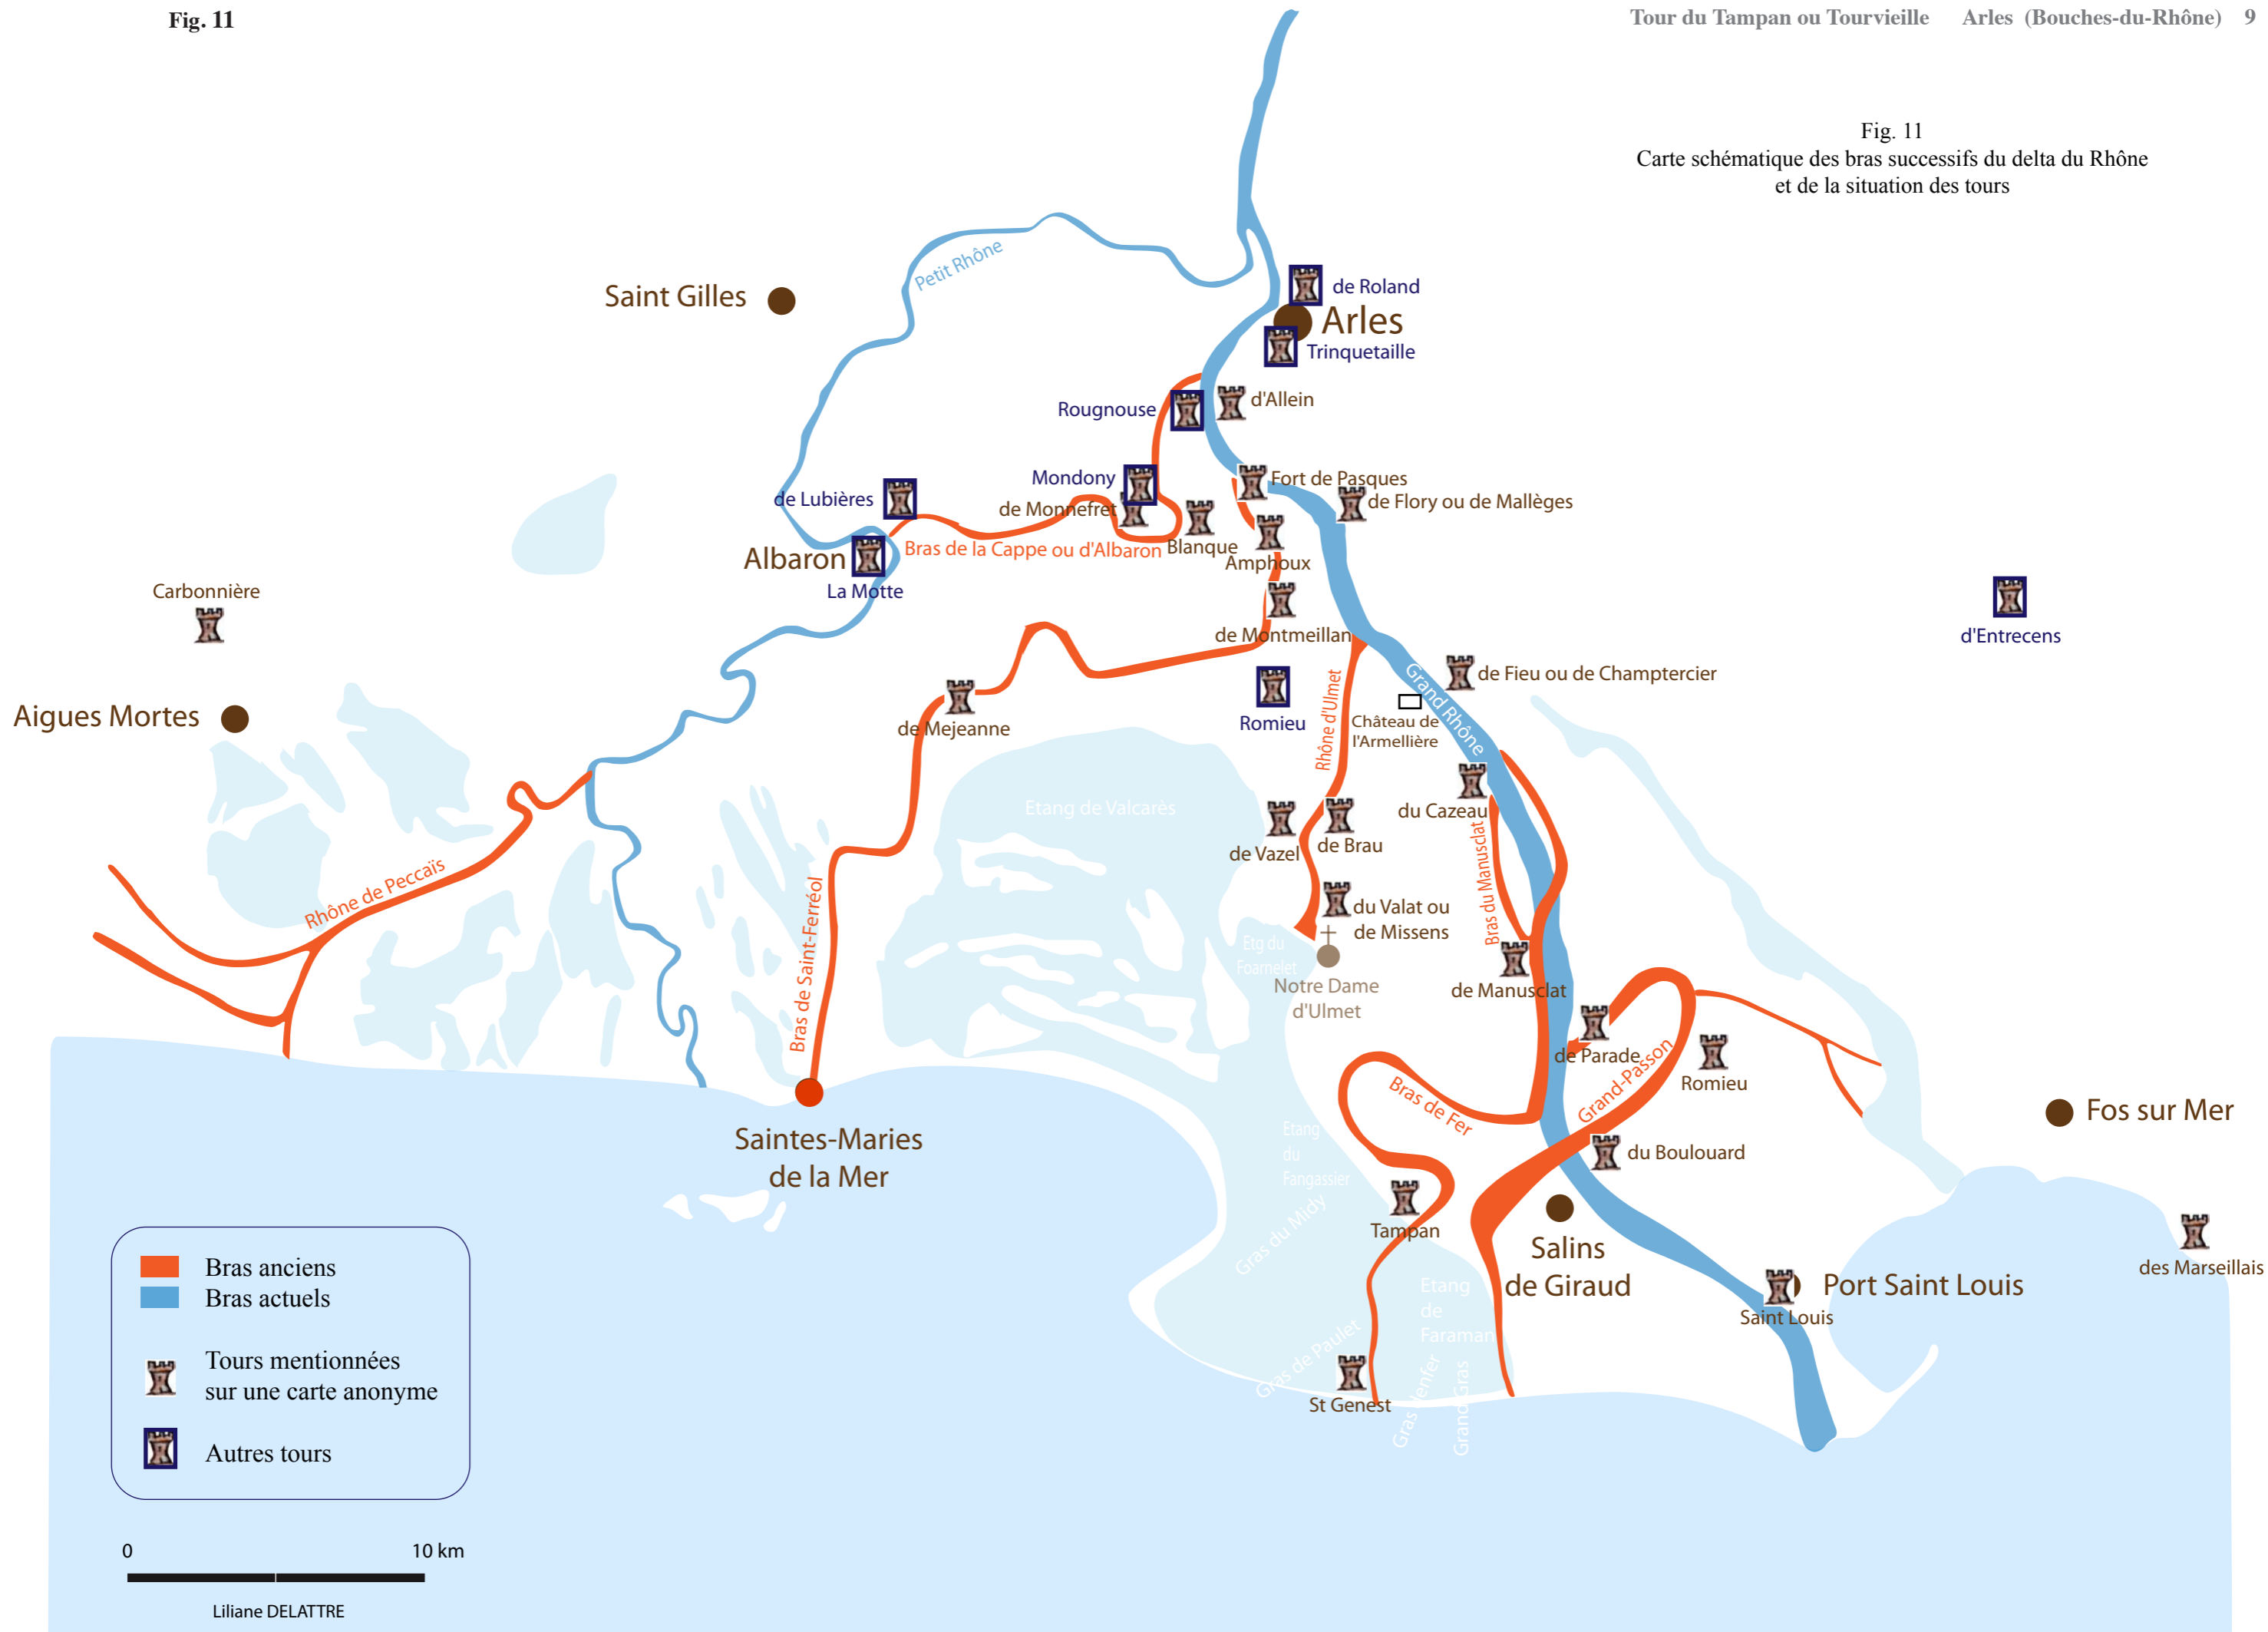 Fig. 11
Tour du Tampan ou Tourvieille Arles (Bouches-du-Rhône) 9
Fig. 11
Carte schématique des bras successifs du delta du Rhône
et de la situation des tours
Petit Rhône
Saint Gilles
de Roland
Arles
Trinquetaille
d'Allein
Rougnouse
Mondony
de Monnefret
Fort de Pasques
de Flory ou de Mallèges
de Lubières
Bras de la Cappe ou d'Albaron
Blanque
Amphoux
Albaron
La Motte
Carbonnière
d'Entrecens
de Montmeillan
de Fieu ou de Champtercier
Grand Rhône
Rhône d'Ulmet
Romieu
Château de
l'Armellière
Aigues Mortes
de Mejeanne
Etang de Valcarès
du Cazeau
de Vazel
de Brau
Bras du Manusclat
Rhône de Peccaïs
Bras de Saint-Ferréol
du Valat ou
de Missens
Etg du
Foarnelet
Notre Dame
d'Ulmet
de Manusclat
de Parade
Grand-Passon
Romieu
Bras de Fer
Fos sur Mer
Saintes-Maries
de la Mer
Etang
du
Fangassier
du Boulouard
Gras du Midy
Tampan
Salins
de Giraud
des Marseillais
Port Saint Louis
Saint Louis
Etang
de
Faraman
Gras de Paulet
Gras d'enfer
Grand Gras
St Genest
Bras anciens
Bras actuels
Tours mentionnées
sur une carte anonyme
Autres tours
0 10 km
Liliane DELATTRE